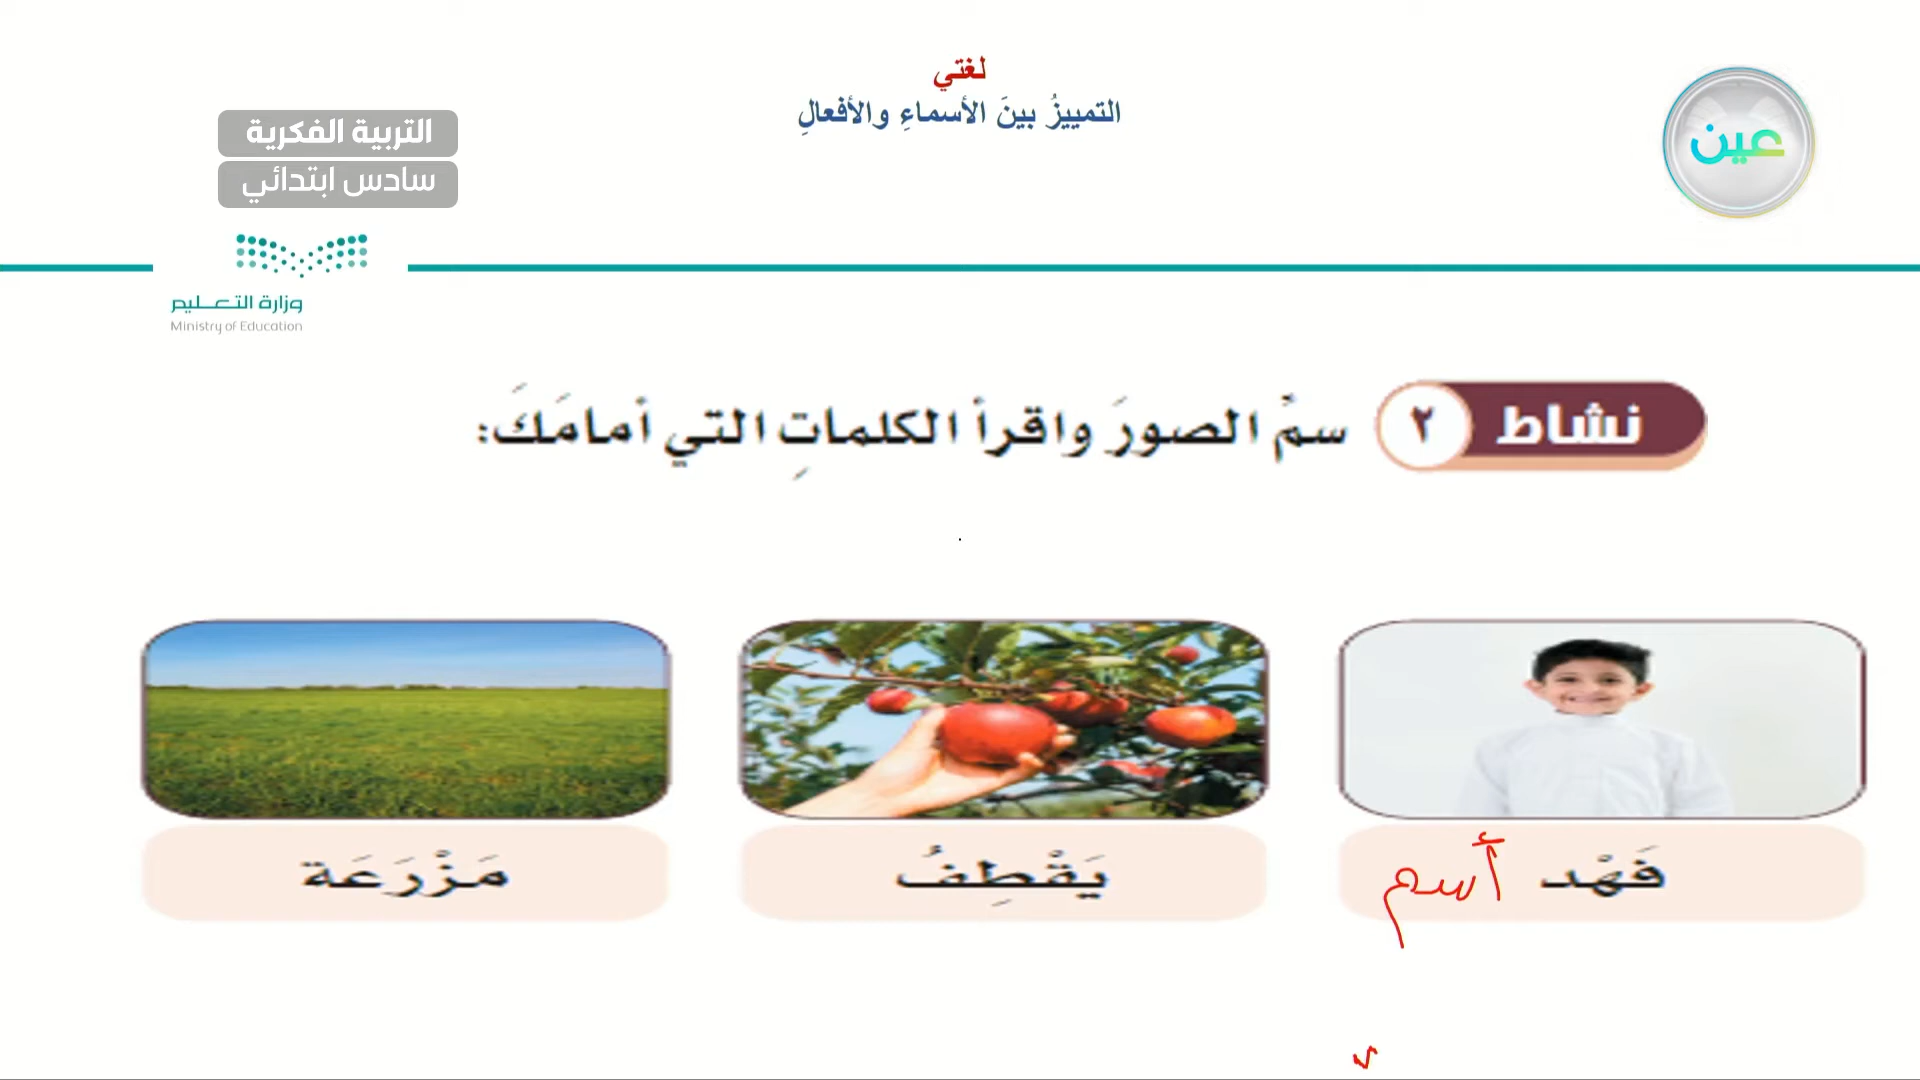 لغتي
التمييزُ بينَ الأسماءِ والأفعالِ
عين
التربية الفكرية
سادس ابتدائي
وزارة التعليم
Ministry of Education
نشاط ٢ سمِّ الصورَ واقرأ الكلماتِ التي أمامَكَ:
فَهْد أسم
يَقْطِفُ
مَزْرَعَة